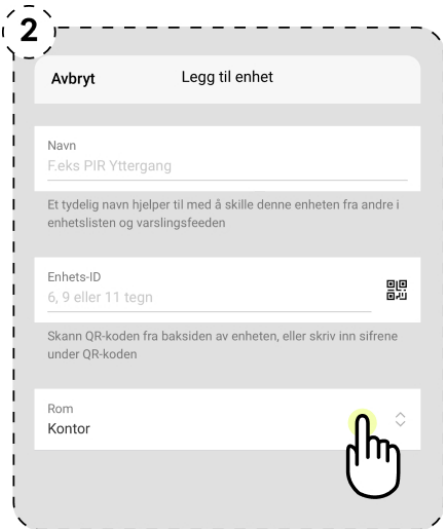 2
Avbryt Legg til enhet
Navn
F.eks PIR Yttergang
Et tydelig navn hjelper til med å skille denne enheten fra andre i
enhetslisten og varslingsfeeden
Enhets-ID
6, 9 eller 11 tegn
Skann QR-koden fra baksiden av enheten, eller skriv inn sifrene
under QR-koden
Rom
Kontor